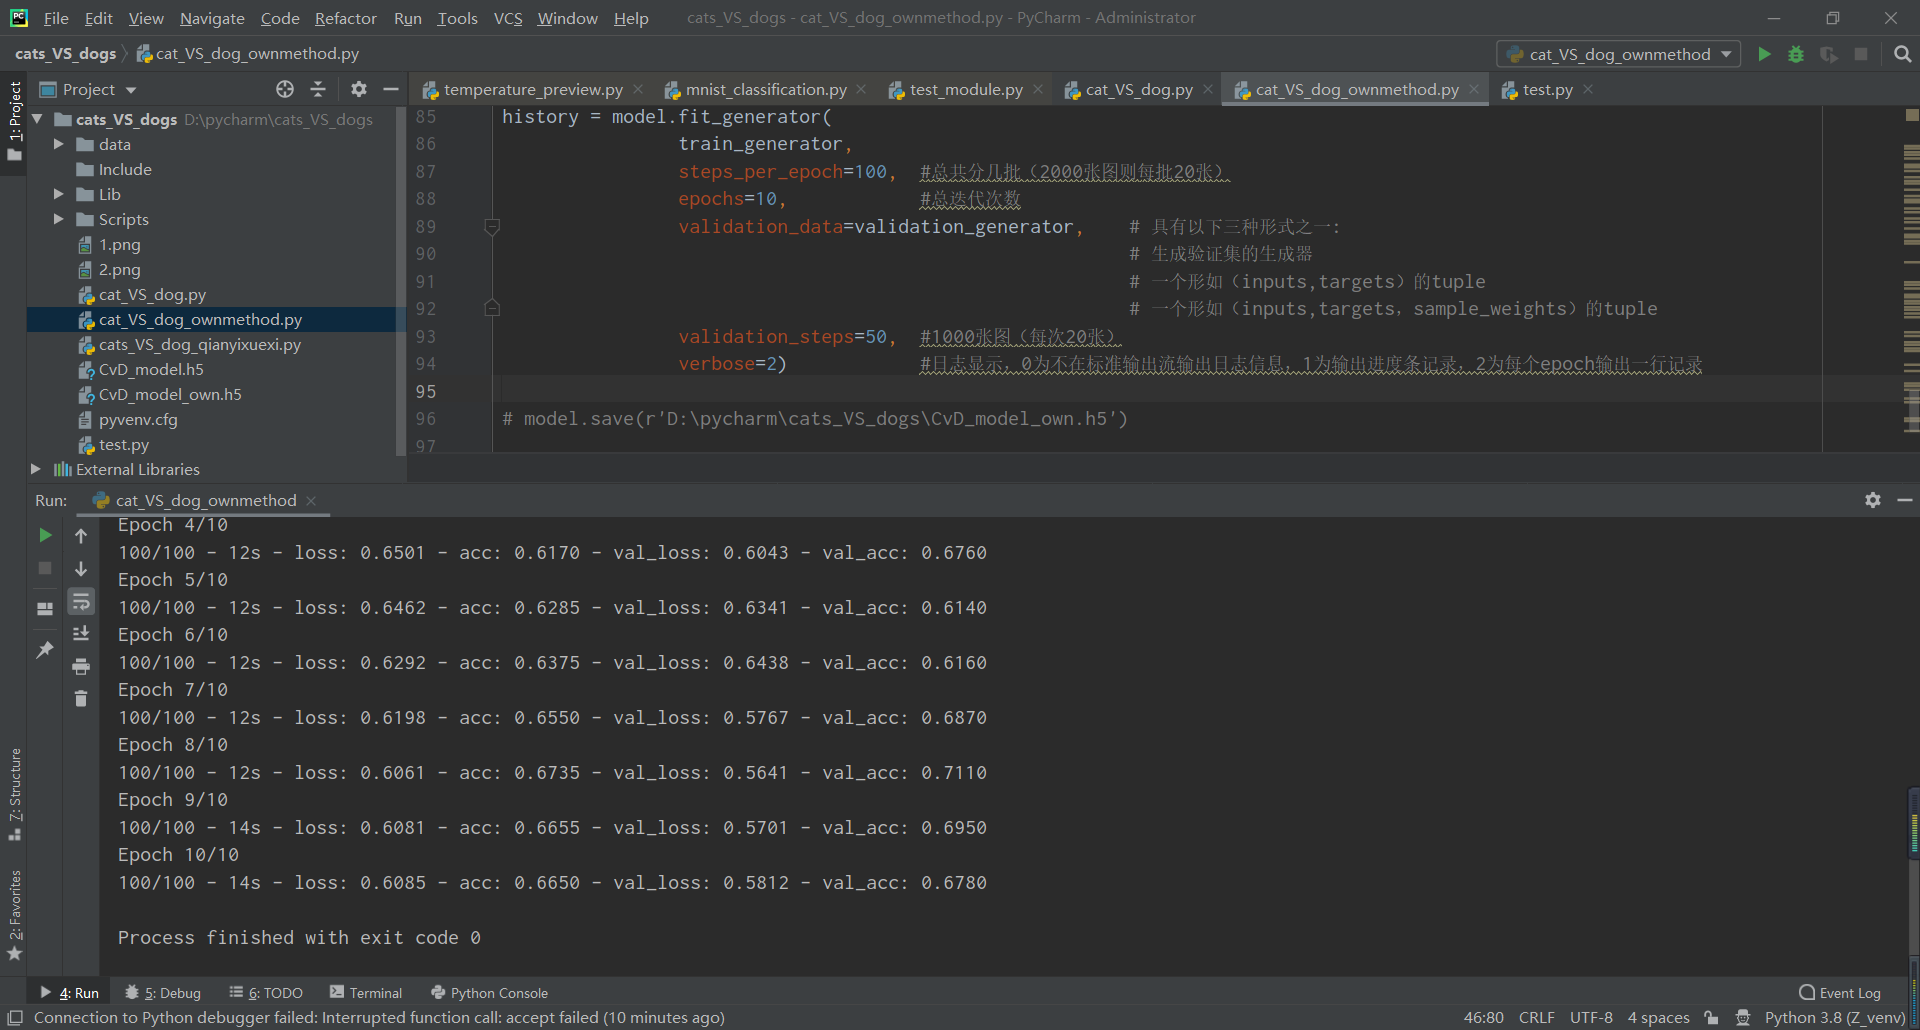 File Edit View Navigate Code Refactor Run Tools VCS Window Help cats_VS_dogs - cat_VS_dog_ownmethod.py - PyCharm - Administrator
cats_VS_dogs cat_VS_dog_ownmethod.py cat_VS_dog_ownmethod
1: Project
Project
temperature_preview.py mnist_classification.py test_module.py cat_VS_dog.py cat_VS_dog_ownmethod.py test.py
cats_VS_dogs D:\pycharm\cats_VS_dogs
data
Include
Lib
Scripts
1.png
2.png
cat_VS_dog.py
cat_VS_dog_ownmethod.py
cats_VS_dog_qianyixuexi.py
CvD_model.h5
CvD_model_own.h5
pyvenv.cfg
test.py
External Libraries
85 history = model.fit_generator(
86 train_generator,
87 steps_per_epoch=100, #总共分几批（2000张图则每批20张）
88 epochs=10, #总迭代次数
89 validation_data=validation_generator, # 具有以下三种形式之一:
90 # 生成验证集的生成器
91 # 一个形如（inputs,targets）的tuple
92 # 一个形如（inputs,targets, sample_weights）的tuple
93 validation_steps=50, #1000张图（每次20张）
94 verbose=2) #日志显示，0为不在标准输出流输出日志信息，1为输出进度条记录，2为每个epoch输出一行记录
95
96 # model.save(r'D:\pycharm\cats_VS_dogs\CvD_model_own.h5')
97
Run: cat_VS_dog_ownmethod
Epoch 4/10
100/100 - 12s - loss: 0.6501 - acc: 0.6170 - val_loss: 0.6043 - val_acc: 0.6760
Epoch 5/10
100/100 - 12s - loss: 0.6462 - acc: 0.6285 - val_loss: 0.6341 - val_acc: 0.6140
Epoch 6/10
100/100 - 12s - loss: 0.6292 - acc: 0.6375 - val_loss: 0.6438 - val_acc: 0.6160
Epoch 7/10
100/100 - 12s - loss: 0.6198 - acc: 0.6550 - val_loss: 0.5767 - val_acc: 0.6870
Epoch 8/10
100/100 - 12s - loss: 0.6061 - acc: 0.6735 - val_loss: 0.5641 - val_acc: 0.7110
Epoch 9/10
100/100 - 14s - loss: 0.6081 - acc: 0.6655 - val_loss: 0.5701 - val_acc: 0.6950
Epoch 10/10
100/100 - 14s - loss: 0.6085 - acc: 0.6650 - val_loss: 0.5812 - val_acc: 0.6780
Process finished with exit code 0
7: Structure
2: Favorites
4: Run 5: Debug 6: TODO Terminal Python Console Event Log
Connection to Python debugger failed: Interrupted function call: accept failed (10 minutes ago) 46:80 CRLF UTF-8 4 spaces Python 3.8 (Z_venv)